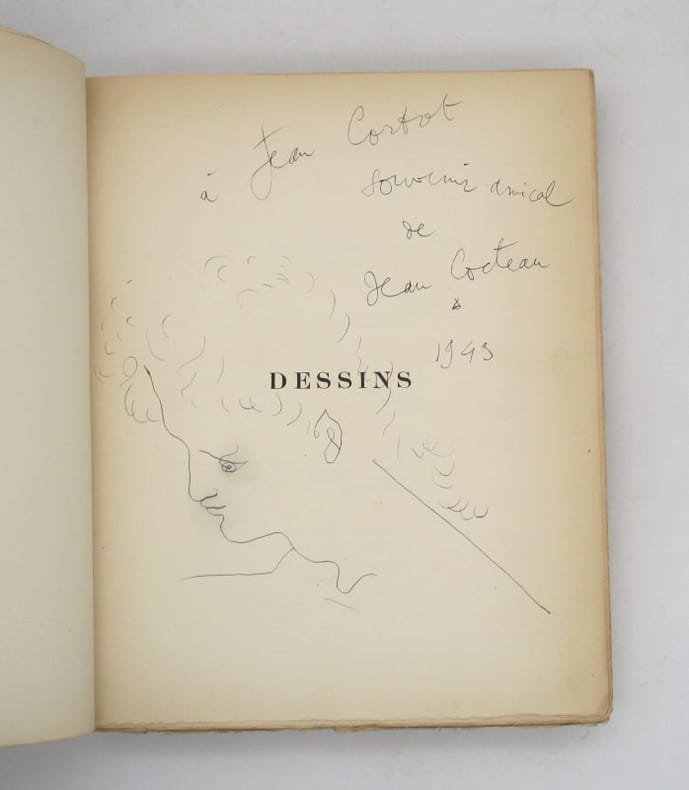 à Jean Cortot
souvenir amical
de
Jean Cocteau
1943
DESSINS